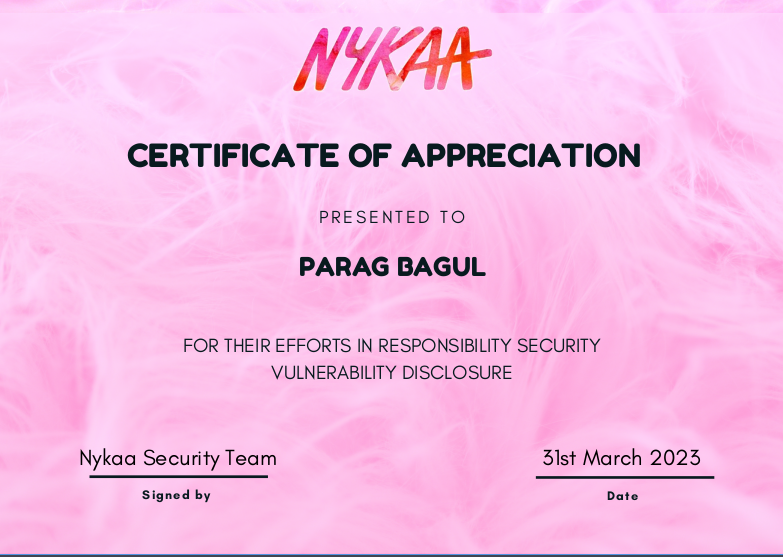 NYKAA
CERTIFICATE OF APPRECIATION
PRESENTED TO
PARAG BAGUL
FOR THEIR EFFORTS IN RESPONSIBILITY SECURITY
VULNERABILITY DISCLOSURE
Nykaa Security Team
Signed by
31st March 2023
Date